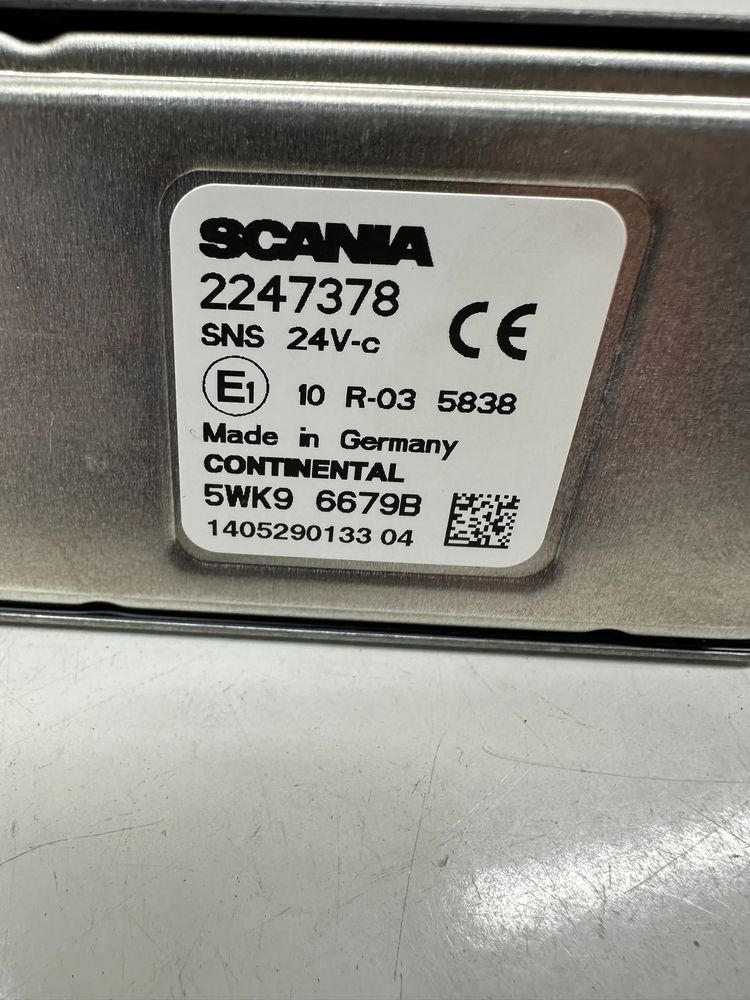 SCANIA
2247378
SNS 24V-c
CE
E1 10 R-03 5838
Made in Germany
CONTINENTAL
5WK9 6679B
1405290133 04